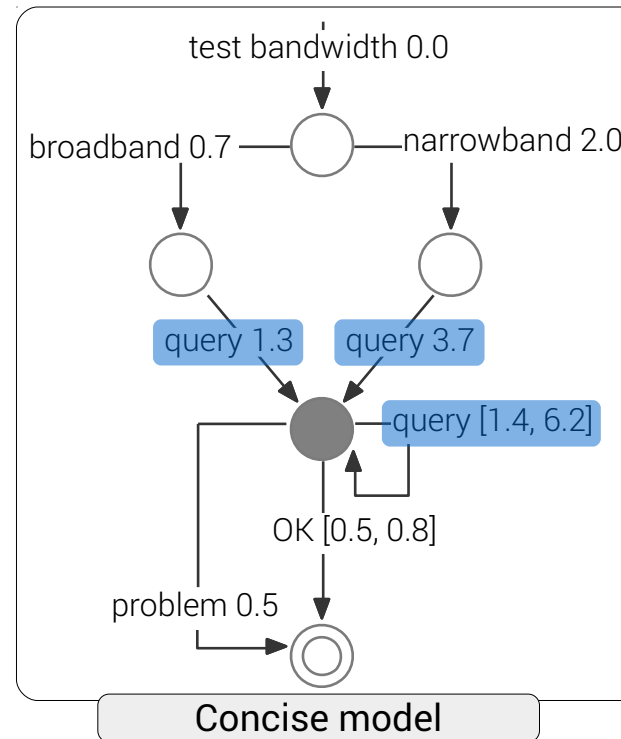 test bandwidth 0.0
broadband 0.7
narrowband 2.0
query 1.3
query 3.7
query [1.4, 6.2]
OK [0.5, 0.8]
problem 0.5
Concise model